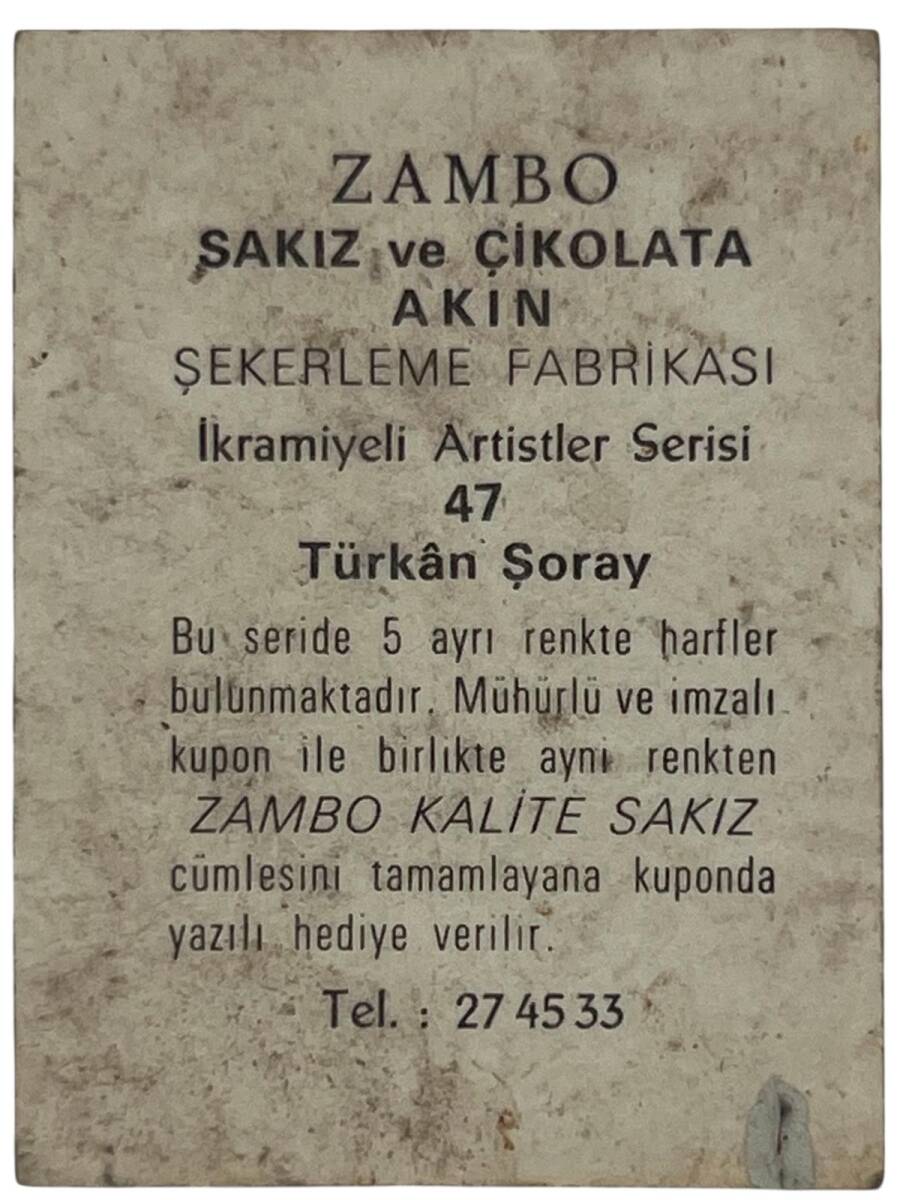 ZAMBO
SAKIZ ve ÇİKOLATA
AKIN
ŞEKERLEME FABRİKASI
İkramiyeli Artistler Serisi
47
Türkân Şoray
Bu seride 5 ayrı renkte harfler
bulunmaktadır. Mühürlü ve imzalı
kupon ile birlikte aynı renkten
ZAMBO KALİTE SAKIZ
cümlesini tamamlayana kuponda
yazılı hediye verilir.
Tel. : 27 45 33